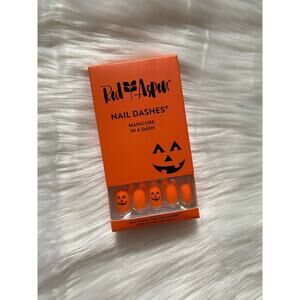 Red Aspen®
NAIL DASHES®
MANICURE
IN A DASH